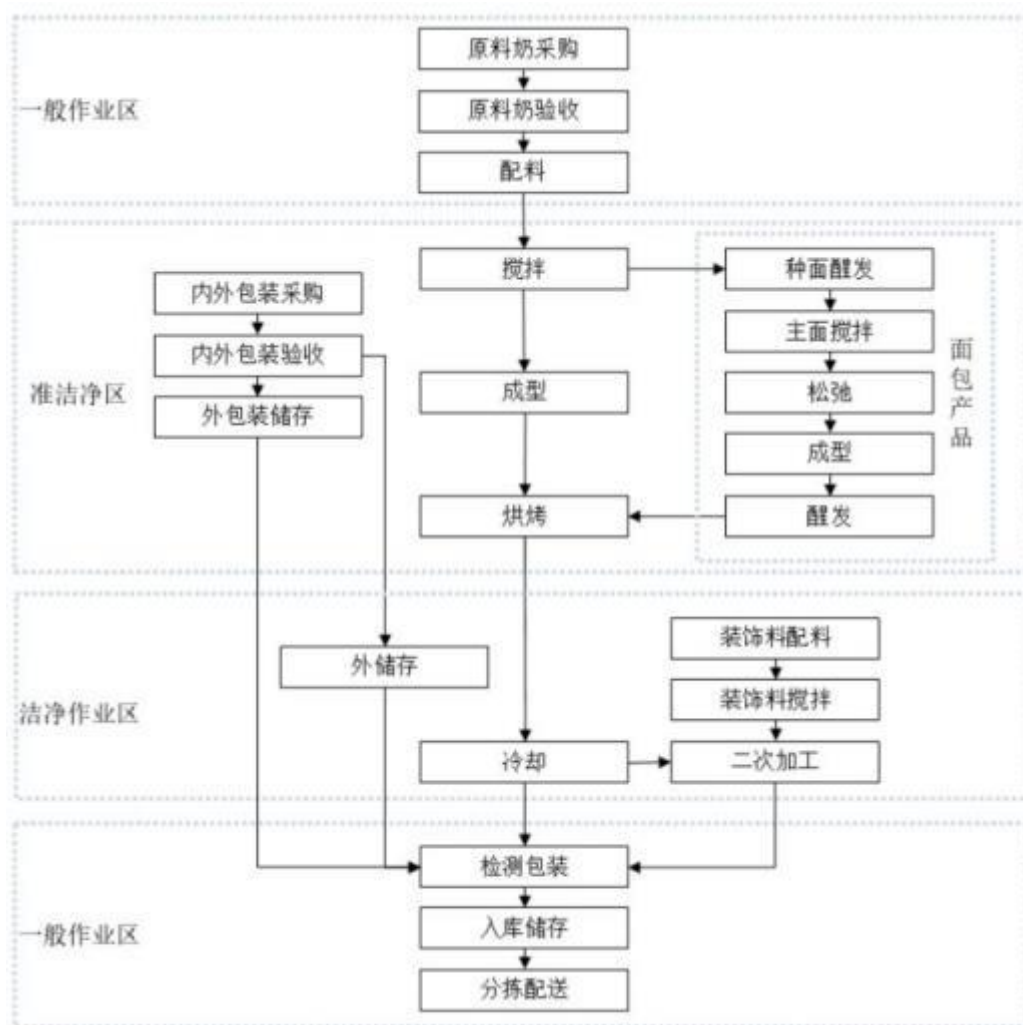 一般作业区
原料奶采购
原料奶验收
配料
准洁净区
内外包装采购
内外包装验收
外包装储存
搅拌
成型
烘烤
种面醒发
主面搅拌
松弛
成型
醒发
面包产品
洁净作业区
外储存
冷却
装饰料配料
装饰料搅拌
二次加工
一般作业区
检测包装
入库储存
分拣配送